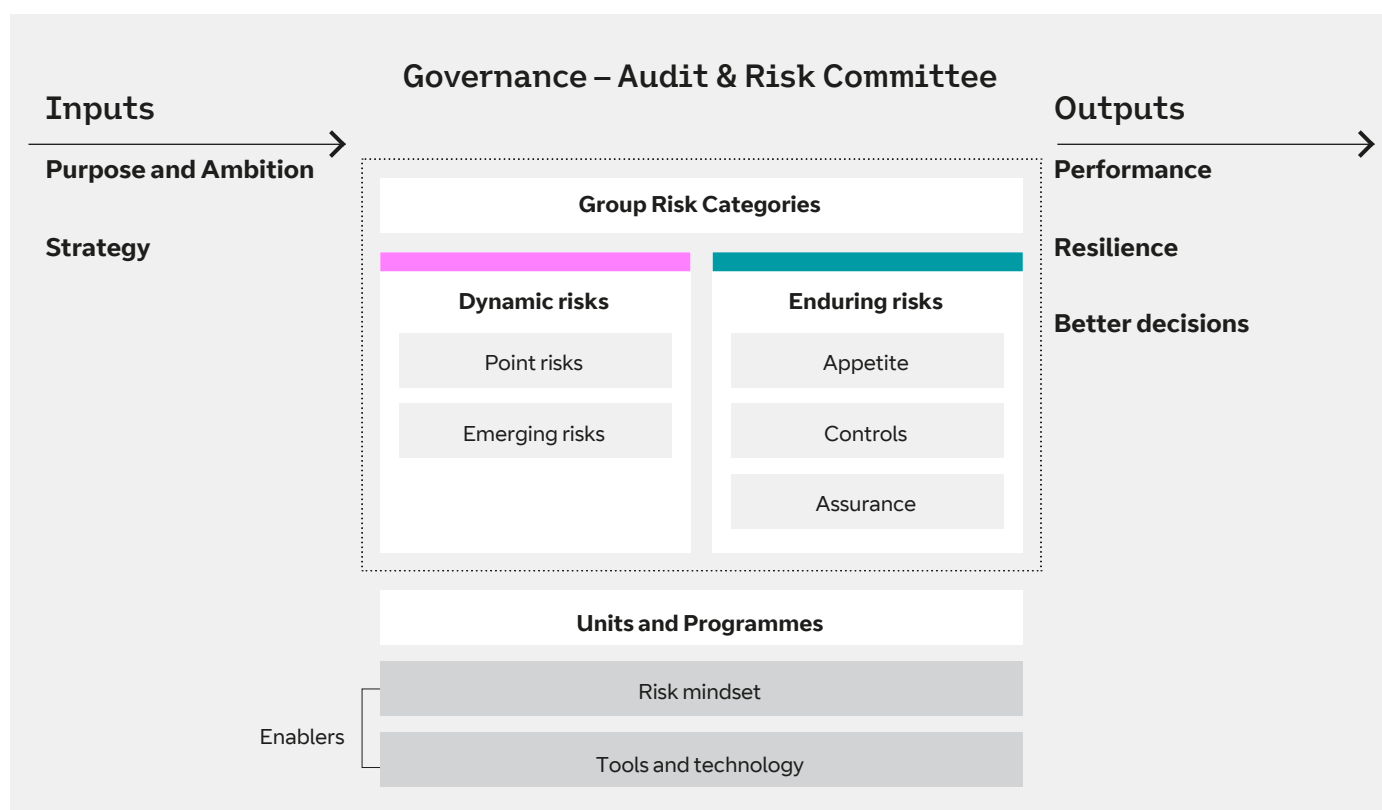 Governance – Audit & Risk Committee
Inputs
Purpose and Ambition
Strategy
Group Risk Categories
Dynamic risks
Point risks
Emerging risks
Enduring risks
Appetite
Controls
Assurance
Units and Programmes
Enablers
Risk mindset
Tools and technology
Outputs
Performance
Resilience
Better decisions